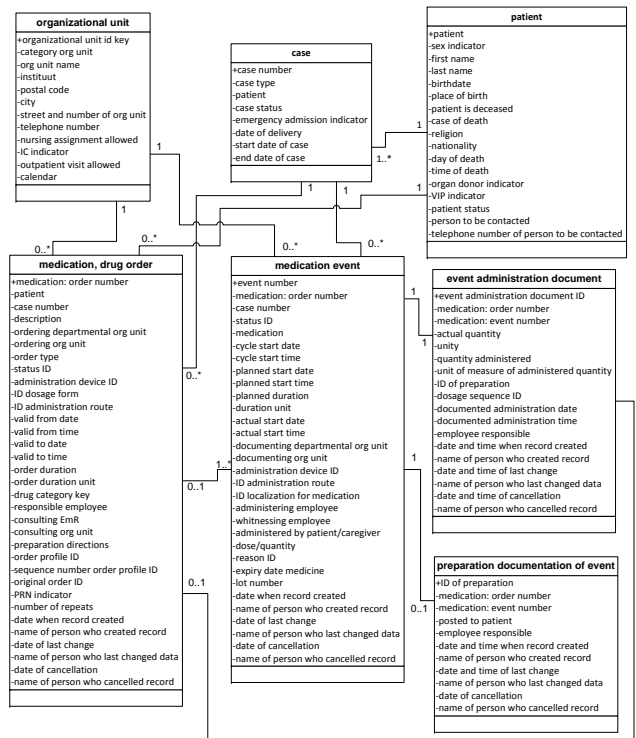 organizational unit
+organizational unit id key
-category org unit
-org unit name
-instituut
-postal code
-city
-street and number of org unit
-telephone number
-nursing assignment allowed
-IC indicator
-outpatient visit allowed
-calendar
case
+case number
-case type
-patient
-case status
-emergency admission indicator
-date of delivery
-start date of case
-end date of case
patient
+patient
-sex indicator
-first name
-last name
-birthdate
-place of birth
-patient is deceased
-case of death
-religion
-nationality
-day of death
-time of death
-organ donor indicator
-VIP indicator
-patient status
-person to be contacted
-telephone number of person to be contacted
1
1..*
1
1
1
1
1
0..*
0..*
0..*
0..*
medication, drug order
+medication: order number
-patient
-case number
-description
-ordering departmental org unit
-ordering org unit
-order type
-status ID
-administration device ID
-ID dosage form
-ID administration route
-valid from date
-valid from time
-valid to date
-valid to time
-order duration
-order duration unit
-drug category key
-responsible employee
-consulting EmR
-consulting org unit
-preparation directions
-order profile ID
-sequence number order profile ID
-original order ID
-PRN indicator
-number of repeats
-date when record created
-name of person who created record
-date of last change
-name of person who last changed data
-date of cancellation
-name of person who cancelled record
0..*
1..*
0..1
0..1
medication event
+event number
-medication: order number
-case number
-status ID
-medication
-cycle start date
-cycle start time
-planned start date
-planned start time
-planned duration
-duration unit
-actual start date
-actual start time
-documenting departmental org unit
-documenting org unit
-administration device ID
-ID administration route
-ID localization for medication
-administering employee
-whitnessing employee
-administered by patient/caregiver
-dose/quantity
-reason ID
-expiry date medicine
-lot number
-date when record created
-name of person who created record
-date of last change
-name of person who last changed data
-date of cancellation
-name of person who cancelled record
1
1
1
0..1
event administration document
+event administration document ID
-medication: order number
-medication: event number
-actual quantity
-unity
-quantity administered
-unit of measure of administered quantity
-ID of preparation
-dosage sequence ID
-documented administration date
-documented administration time
-employee responsible
-date and time when record created
-name of person who created record
-date and time of last change
-name of person who last changed data
-date and time of cancellation
-name of person who cancelled record
preparation documentation of event
+ID of preparation
-medication: order number
-medication: event number
-posted to patient
-employee responsible
-date and time when record created
-name of person who created record
-date and time of last change
-name of person who last changed data
-date of cancellation
-name of person who cancelled record